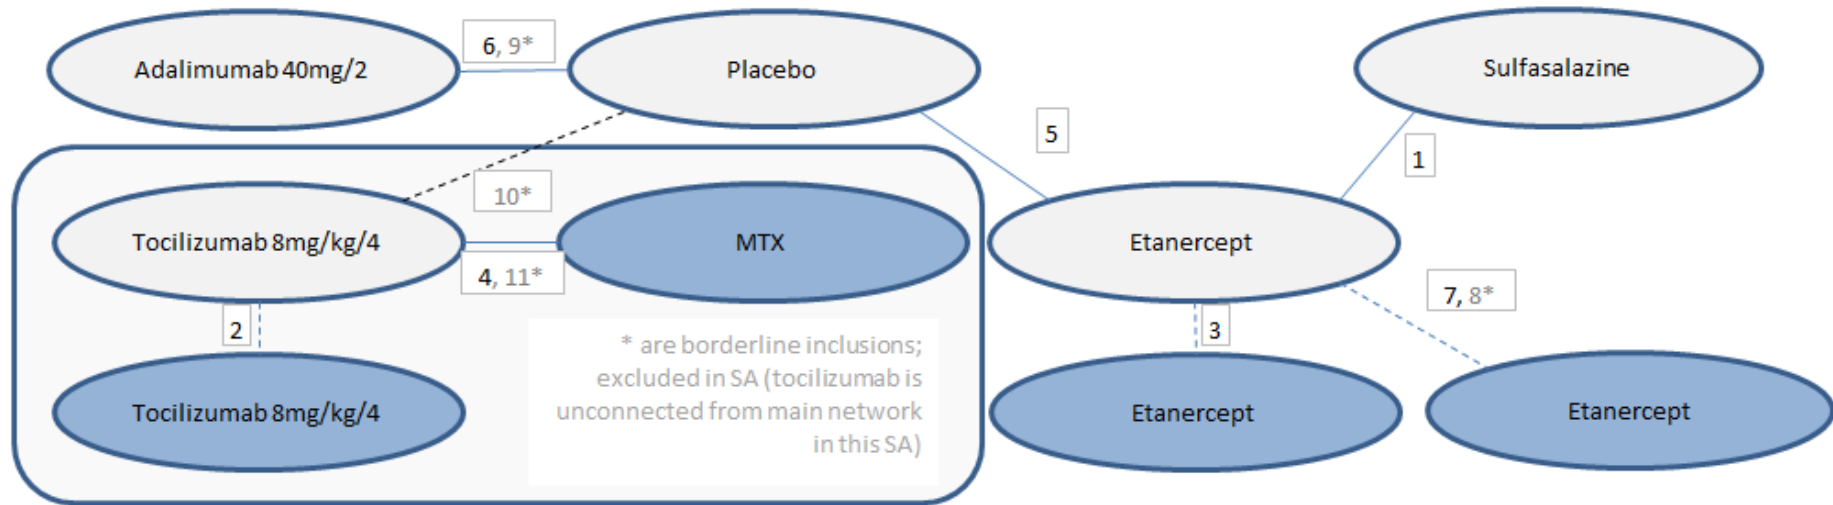 Adalimumab 40mg/2
6, 9*
Placebo
Sulfasalazine
5
1
10*
Tocilizumab 8mg/kg/4
MTX
Etanercept
4, 11*
7, 8*
2
3
* are borderline inclusions;
excluded in SA (tocilizumab is
unconnected from main network
in this SA)
Tocilizumab 8mg/kg/4
Etanercept
Etanercept